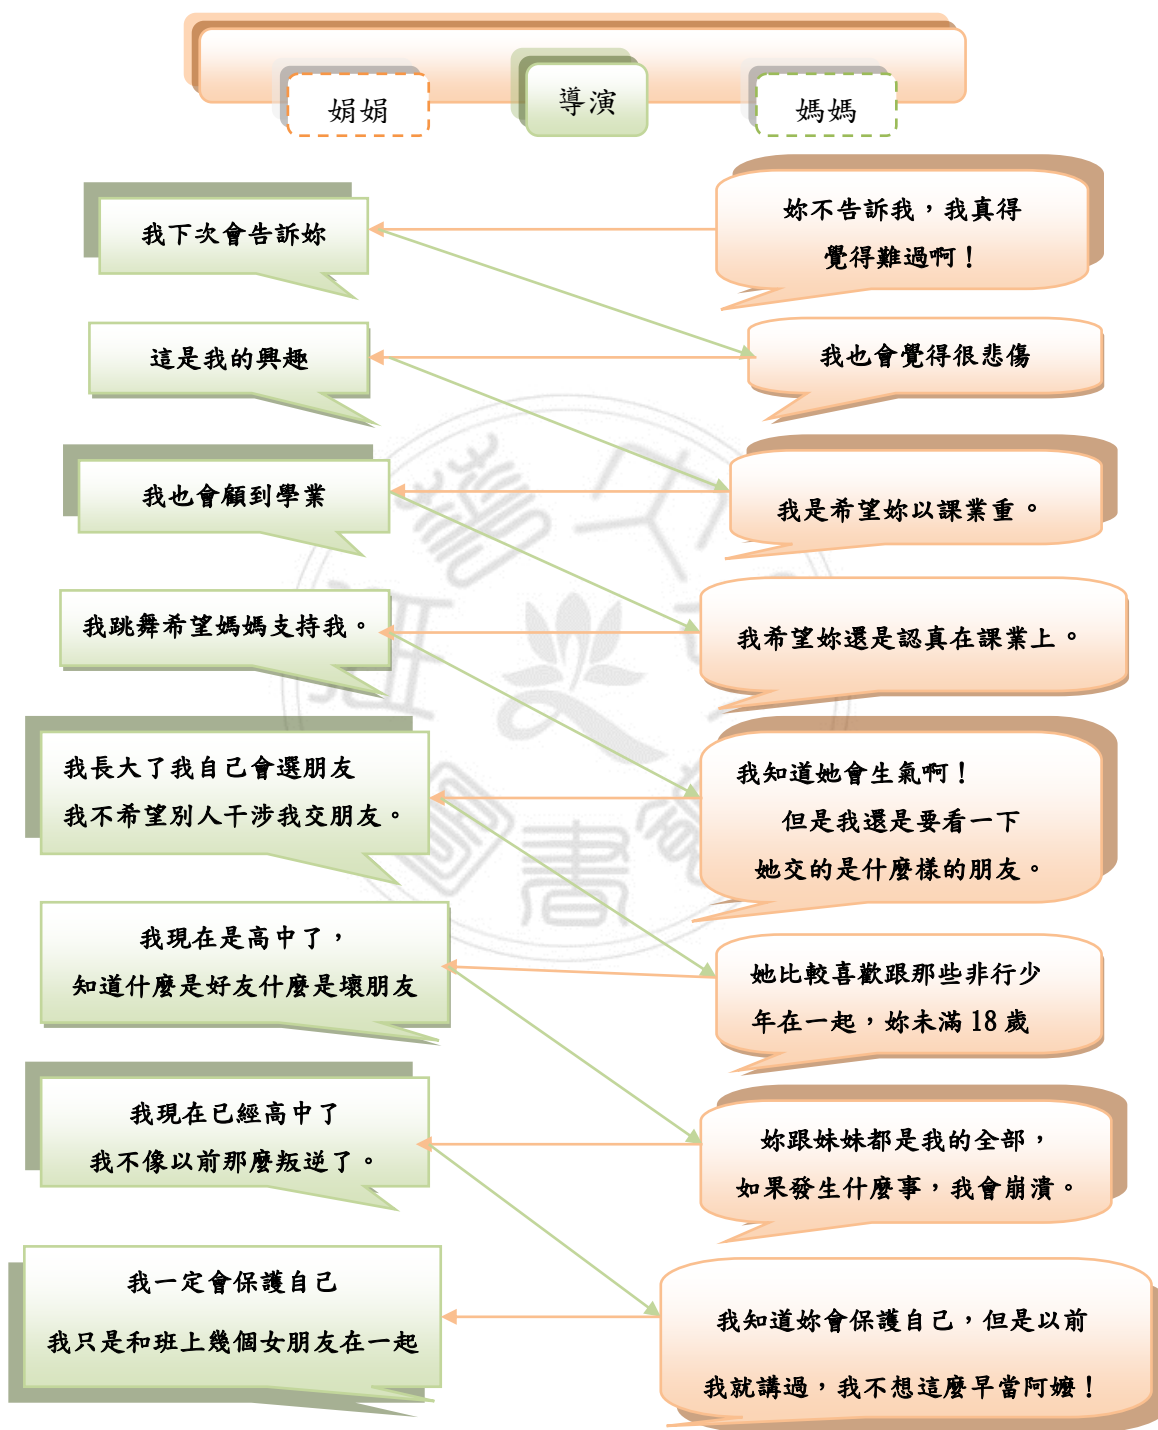 娟娟
導演
媽媽
妳不告訴我，我真得
覺得難過啊！
我下次會告訴妳
我也會覺得很悲傷
這是我的興趣
我是希望妳以課業重。
我也會顧到學業
我希望妳還是認真在課業上。
我跳舞希望媽媽支持我。
我知道她會生氣啊！
但是我還是要看一下
她交的是什麼樣的朋友。
我長大了我自己會選朋友
我不希望別人干涉我交朋友。
她比較喜歡跟那些非行少
年在一起，妳未滿 18 歲
我現在是高中了，
知道什麼是好友什麼是壞朋友
妳跟妹妹都是我的全部，
如果發生什麼事，我會崩潰。
我現在已經高中了
我不像以前那麼叛逆了。
我知道妳會保護自己，但是以前
我就講過，我不想這麼早當阿嬤！
我一定會保護自己
我只是和班上幾個女朋友在一起